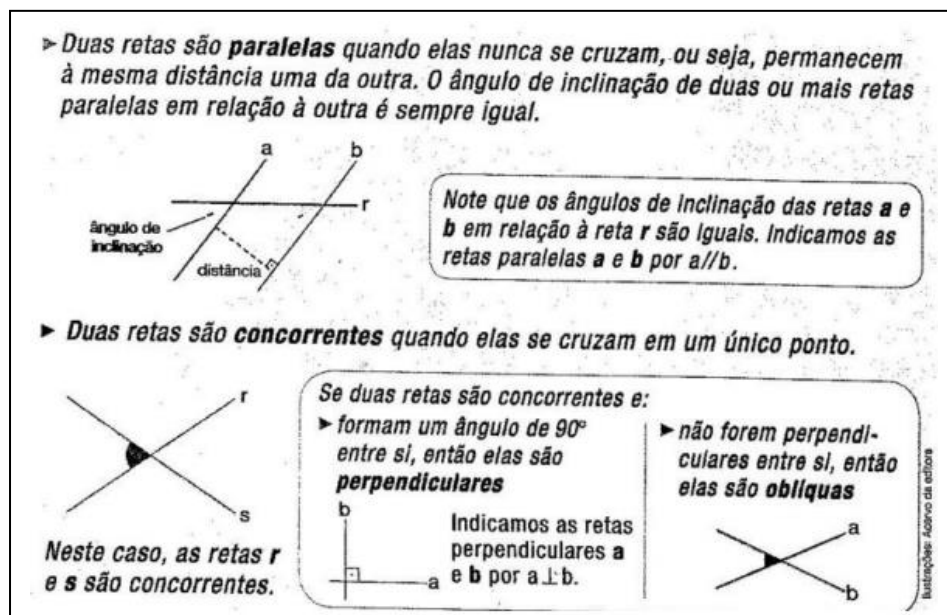 ➤ Duas retas são paralelas quando elas nunca se cruzam, ou seja, permanecem
à mesma distância uma da outra. O ângulo de inclinação de duas ou mais retas
paralelas em relação à outra é sempre igual.
a
b
r
ângulo de
inclinação
distância
Note que os ângulos de inclinação das retas a e
b em relação à reta r são iguais. Indicamos as
retas paralelas a e b por a//b.
► Duas retas são concorrentes quando elas se cruzam em um único ponto.
r
s
Neste caso, as retas r
e s são concorrentes.
Se duas retas são concorrentes e:
► formam um ângulo de 90º
entre si, então elas são
perpendiculares
b
a
Indicamos as retas
perpendiculares a
e b por a⊥b.
► não forem perpendi-
culares entre si, então
elas são oblíquas
a
b
Ilustrações: Acervo da editora